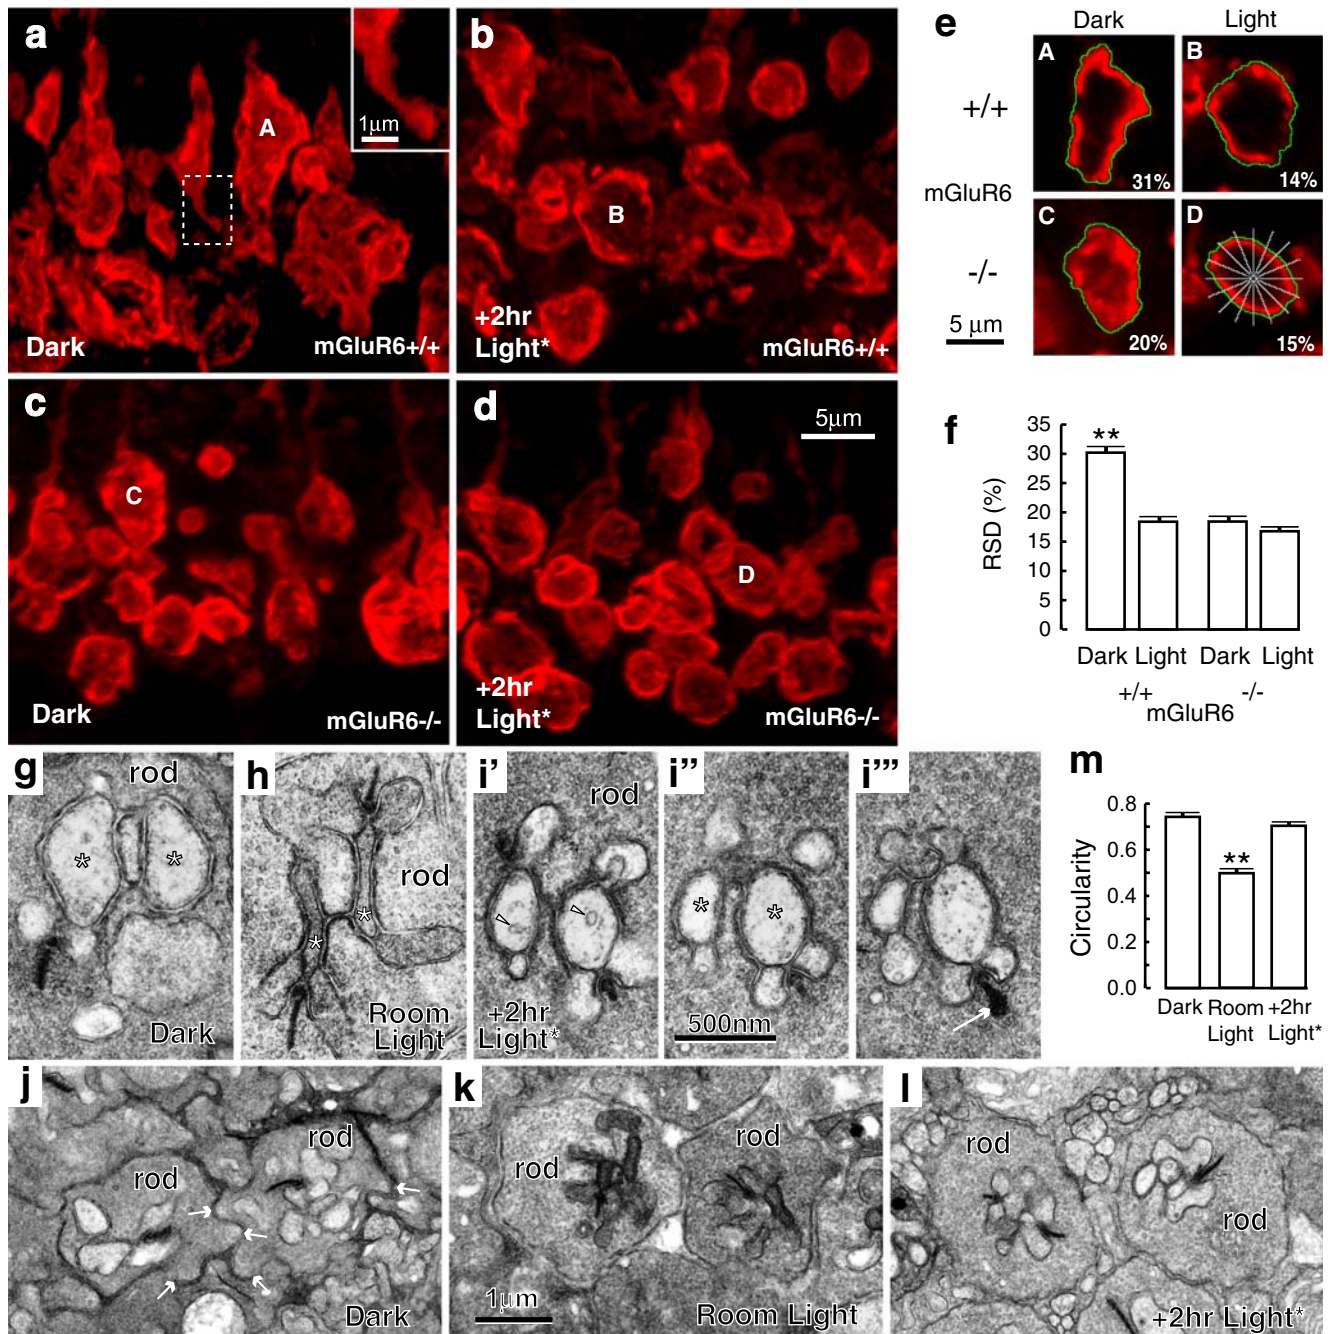 a
A
1μm
Dark
mGluR6+/+
b
B
+2hr
Light*
mGluR6+/+
c
C
Dark
mGluR6-/-
d
5μm
D
+2hr
Light*
mGluR6-/-
e
Dark Light
+/+
mGluR6
-/-
5 μm
A
31%
B
14%
C
20%
D
15%
f
RSD (%)
35
30
25
20
15
10
5
0
**
Dark Light Dark Light
+/+ -/-
mGluR6
g
rod
* *
Dark
h
rod
*
*
Room
Light
i'
rod
+2hr
Light*
i''
* *
500nm
i'''
m
Circularity
0.8
0.6
0.4
0.2
0.0
**
Dark Room +2hr
Light Light*
j
rod
rod
Dark
k
rod
rod
1μm
Room Light
l
rod
rod
+2hr Light*